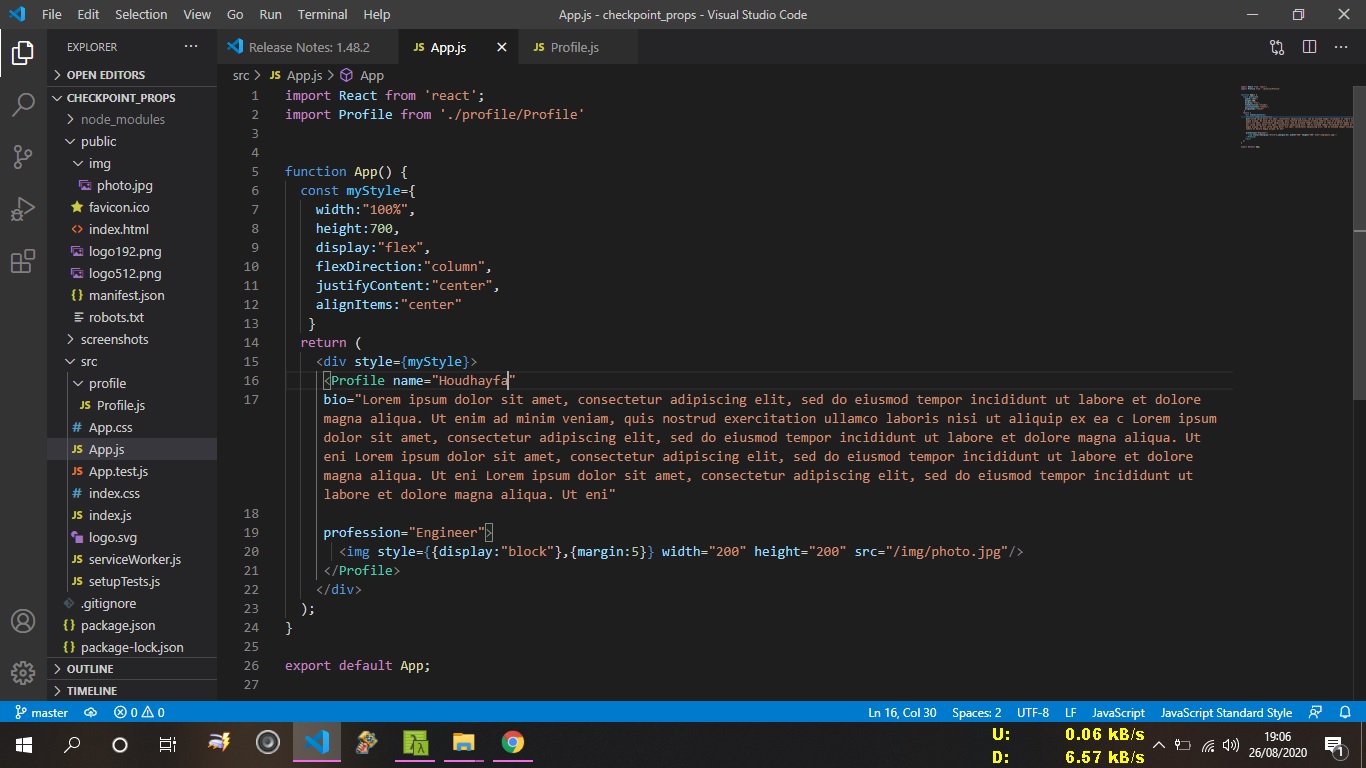 File Edit Selection View Go Run Terminal Help
App.js - checkpoint_props - Visual Studio Code
EXPLORER
Release Notes: 1.48.2
JS App.js
JS Profile.js
OPEN EDITORS
CHECKPOINT_PROPS
node_modules
public
img
photo.jpg
favicon.ico
index.html
logo192.png
logo512.png
manifest.json
robots.txt
screenshots
src
profile
JS Profile.js
# App.css
JS App.js
JS App.test.js
# index.css
JS index.js
logo.svg
JS serviceWorker.js
JS setupTests.js
.gitignore
{} package.json
{} package-lock.json
OUTLINE
TIMELINE
src > JS App.js > App
1 import React from 'react';
2 import Profile from './profile/Profile'
3
4
5 function App() {
6 const myStyle={
7 width:"100%",
8 height:700,
9 display:"flex",
10 flexDirection:"column",
11 justifyContent:"center",
12 alignItems:"center"
13 }
14 return (
15 <div style={myStyle}>
16 <Profile name="Houdhayfa"
17 bio="Lorem ipsum dolor sit amet, consectetur adipiscing elit, sed do eiusmod tempor incididunt ut labore et dolore
magna aliqua. Ut enim ad minim veniam, quis nostrud exercitation ullamco laboris nisi ut aliquip ex ea c Lorem ipsum
dolor sit amet, consectetur adipiscing elit, sed do eiusmod tempor incididunt ut labore et dolore magna aliqua. Ut
eni Lorem ipsum dolor sit amet, consectetur adipiscing elit, sed do eiusmod tempor incididunt ut labore et dolore
magna aliqua. Ut eni Lorem ipsum dolor sit amet, consectetur adipiscing elit, sed do eiusmod tempor incididunt ut
labore et dolore magna aliqua. Ut eni"
18
19 profession="Engineer">
20 <img style={{display:"block"},{margin:5}} width="200" height="200" src="/img/photo.jpg"/>
21 </Profile>
22 </div>
23 );
24 }
25
26 export default App;
27
master 0 0
Ln 16, Col 30 Spaces: 2 UTF-8 LF JavaScript JavaScript Standard Style
U: 0.06 kB/s
D: 6.57 kB/s
19:06
26/08/2020
1